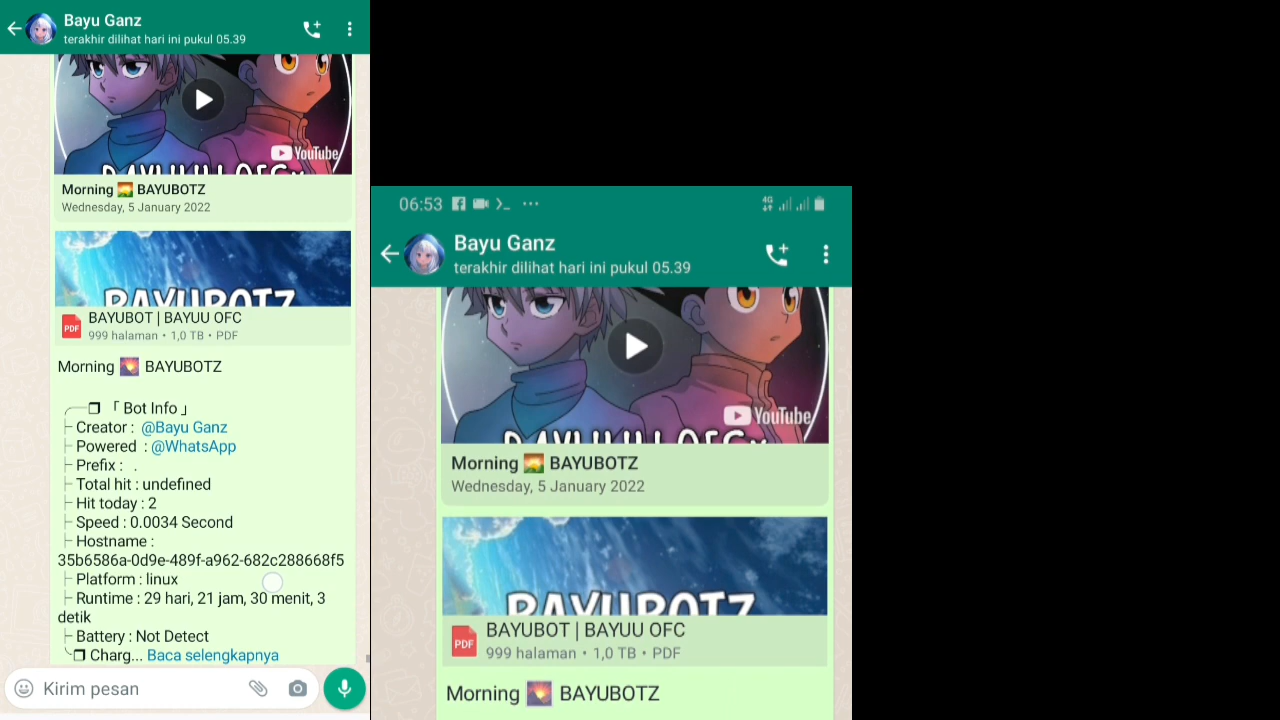 Bayu Ganz
terakhir dilihat hari ini pukul 05.39
YouTube
Morning 🌄 BAYUBOTZ
Wednesday, 5 January 2022
BAYUBOTZ
PDF
BAYUBOT | BAYUU OFC
999 halaman • 1,0 TB • PDF
Morning 🌄 BAYUBOTZ
╭──❒ 「 Bot Info 」
├ Creator : @Bayu Ganz
├ Powered : @WhatsApp
├ Prefix : .
├ Total hit : undefined
├ Hit today : 2
├ Speed : 0.0034 Second
├ Hostname :
35b6586a-0d9e-489f-a962-682c288668f5
├ Platform : linux
├ Runtime : 29 hari, 21 jam, 30 menit, 3
detik
├ Battery : Not Detect
╰❒ Charg... Baca selengkapnya
Kirim pesan
06:53
4G
Bayu Ganz
terakhir dilihat hari ini pukul 05.39
YouTube
Morning 🌄 BAYUBOTZ
Wednesday, 5 January 2022
BAYUBOTZ
PDF
BAYUBOT | BAYUU OFC
999 halaman • 1,0 TB • PDF
Morning 🌄 BAYUBOTZ